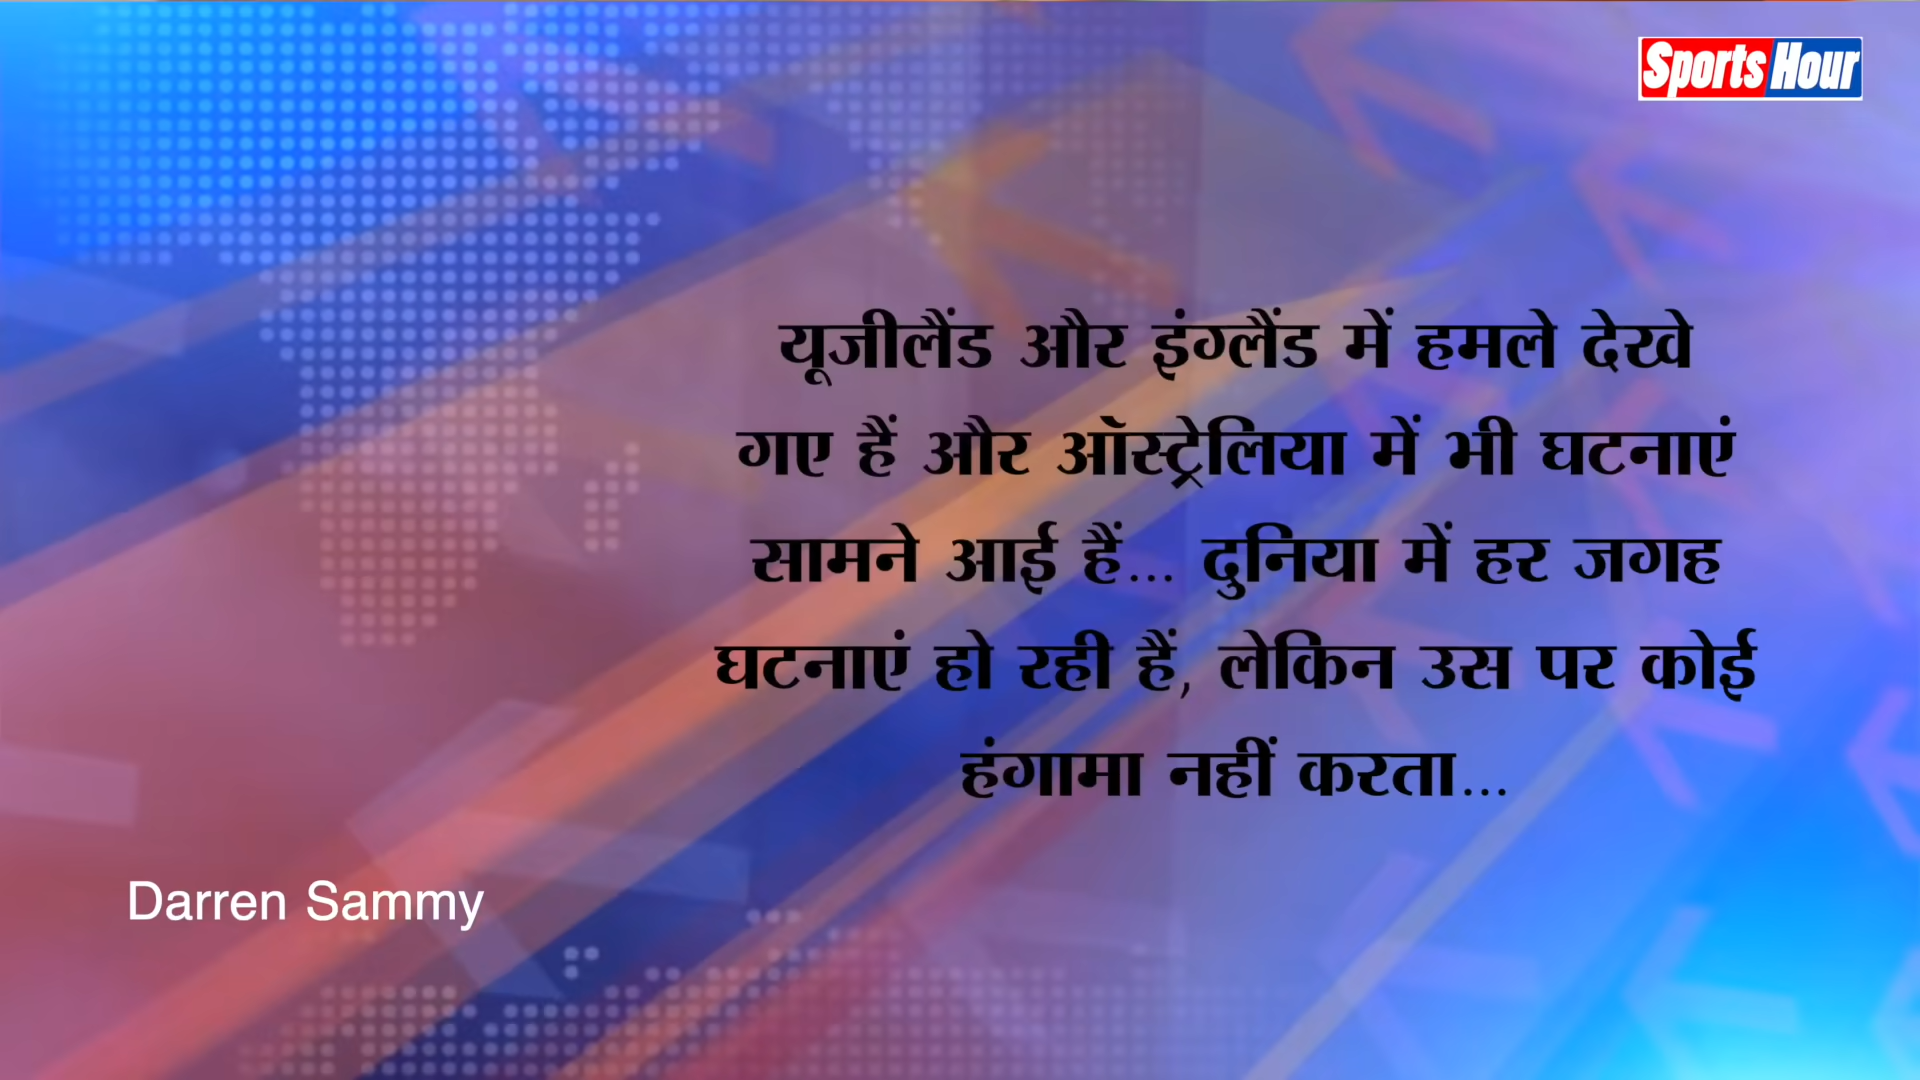 Sports Hour
यूजीलैंड और इंग्लैंड में हमले देखे
गए हैं और ऑस्ट्रेलिया में भी घटनाएं
सामने आई हैं... दुनिया में हर जगह
घटनाएं हो रही हैं, लेकिन उस पर कोई
हंगामा नहीं करता...
Darren Sammy